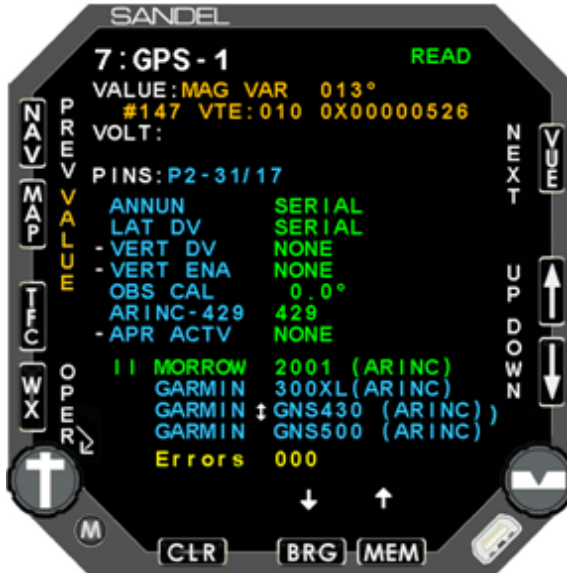 SANDEL
7:GPS-1 READ
VALUE:MAG VAR 013°
#147 VTE:010 0X00000526
VOLT:
PINS:P2-31/17
ANNUN SERIAL
LAT DV SERIAL
-VERT DV NONE
-VERT ENA NONE
OBS CAL 0.0°
ARINC-429 429
-APR ACTV NONE
II MORROW 2001 (ARINC)
GARMIN 300XL(ARINC)
GARMIN ↕GNS430 (ARINC) )
GARMIN GNS500 (ARINC)
Errors 000
↓ ↑
NAV
MAP
TFC
WX
PREV VALUE
OPER
NEXT
UP DOWN
VUE
M
CLR BRG MEM